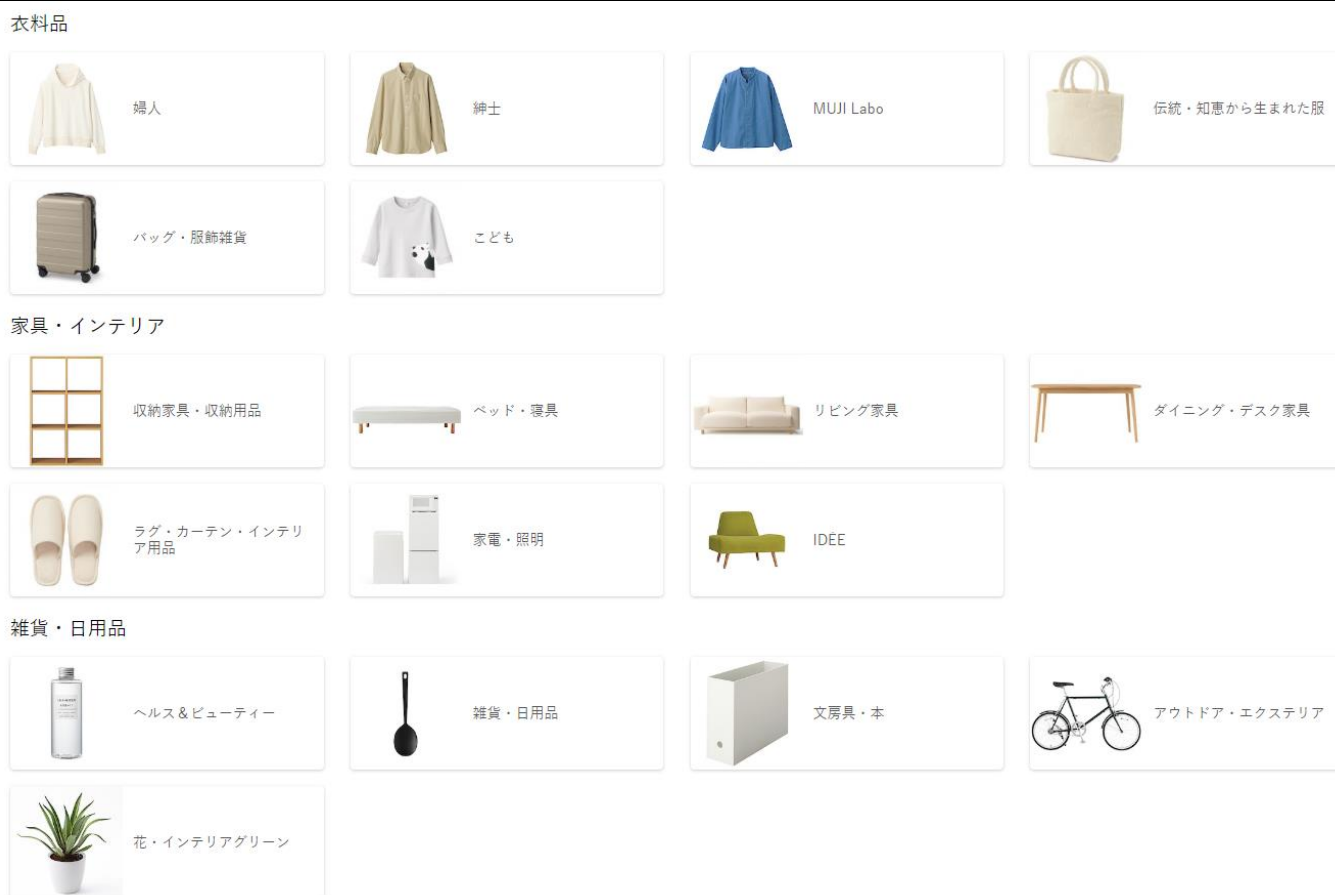 衣料品
婦人
紳士
MUJI Labo
伝統・知恵から生まれた服
バッグ・服飾雑貨
こども
家具・インテリア
収納家具・収納用品
ベッド・寝具
リビング家具
ダイニング・デスク家具
ラグ・カーテン・インテリ
ア用品
家電・照明
IDÉE
雑貨・日用品
ヘルス＆ビューティー
雑貨・日用品
文房具・本
アウトドア・エクステリア
花・インテリアグリーン